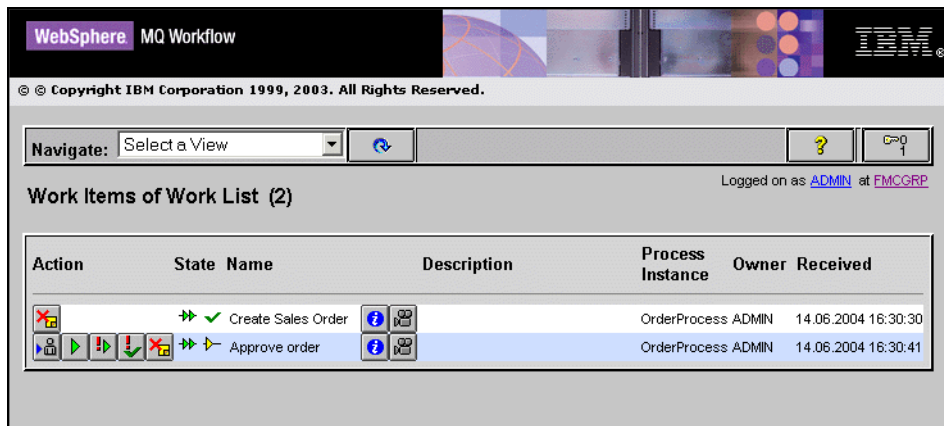 WebSphere. MQ Workflow
IBM®
© © Copyright IBM Corporation 1999, 2003. All Rights Reserved.
Navigate: Select a View ? 0 1
Logged on as ADMIN at FMCGRP
Work Items of Work List (2)
Action State Name Description Process Instance Owner Received
Create Sales Order i OrderProcess ADMIN 14.06.2004 16:30:30
Approve order i OrderProcess ADMIN 14.06.2004 16:30:41